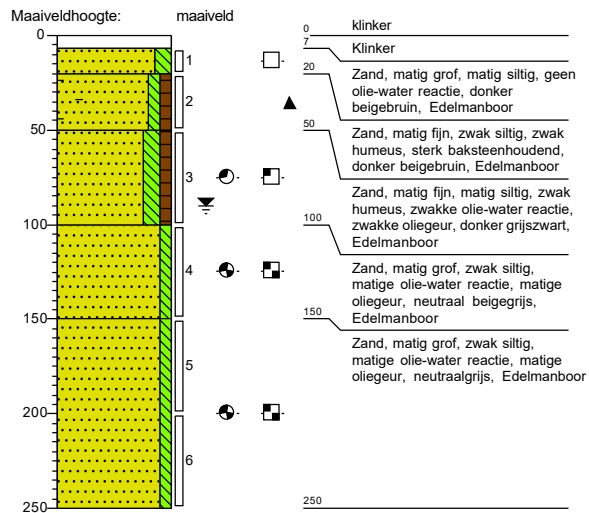 Maaiveldhoogte: maaiveld
0
50
100
150
200
250
1
2
3
4
5
6
0 klinker
7 Klinker
20
Zand, matig grof, matig siltig, geen
olie-water reactie, donker
beigebruin, Edelmanboor
50
Zand, matig fijn, zwak siltig, zwak
humeus, sterk baksteenhoudend,
donker beigebruin, Edelmanboor
Zand, matig fijn, matig siltig, zwak
humeus, zwakke olie-water reactie,
zwakke oliegeur, donker grijszwart,
Edelmanboor
100
Zand, matig grof, zwak siltig,
matige olie-water reactie, matige
oliegeur, neutraal beigegrijs,
Edelmanboor
150
Zand, matig grof, zwak siltig,
matige olie-water reactie, matige
oliegeur, neutraalgrijs, Edelmanboor
250